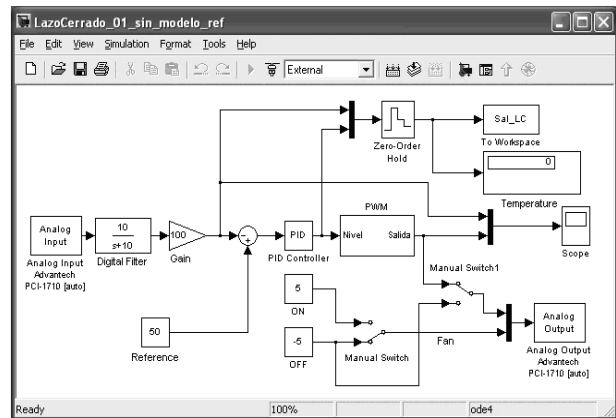 LazoCerrado_01_sin_modelo_ref
File Edit View Simulation Format Tools Help
External
Sal_LC
To Workspace
Zero-Order
Hold
0
Temperature
Analog
Input
Analog Input
Advantech
PCI-1710 [auto]
10
s+10
Digital Filter
100
Gain
PID
PID Controller
PWM
Nivel
Salida
Scope
Manual Switch1
50
Reference
5
ON
-5
OFF
Manual Switch
Fan
Analog
Output
Analog Output
Advantech
PCI-1710 [auto]
Ready
100%
ode4